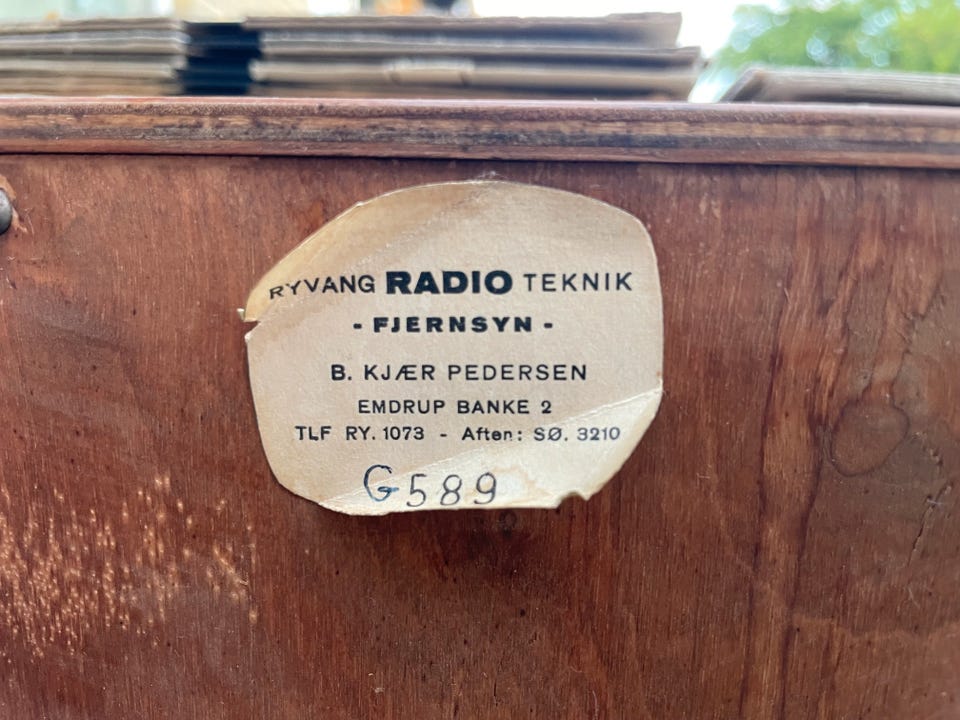 RYVANG RADIO TEKNIK
- FJERNSYN -
B. KJÆR PEDERSEN
EMDRUP BANKE 2
TLF RY. 1073 - Aften: SØ. 3210
G589